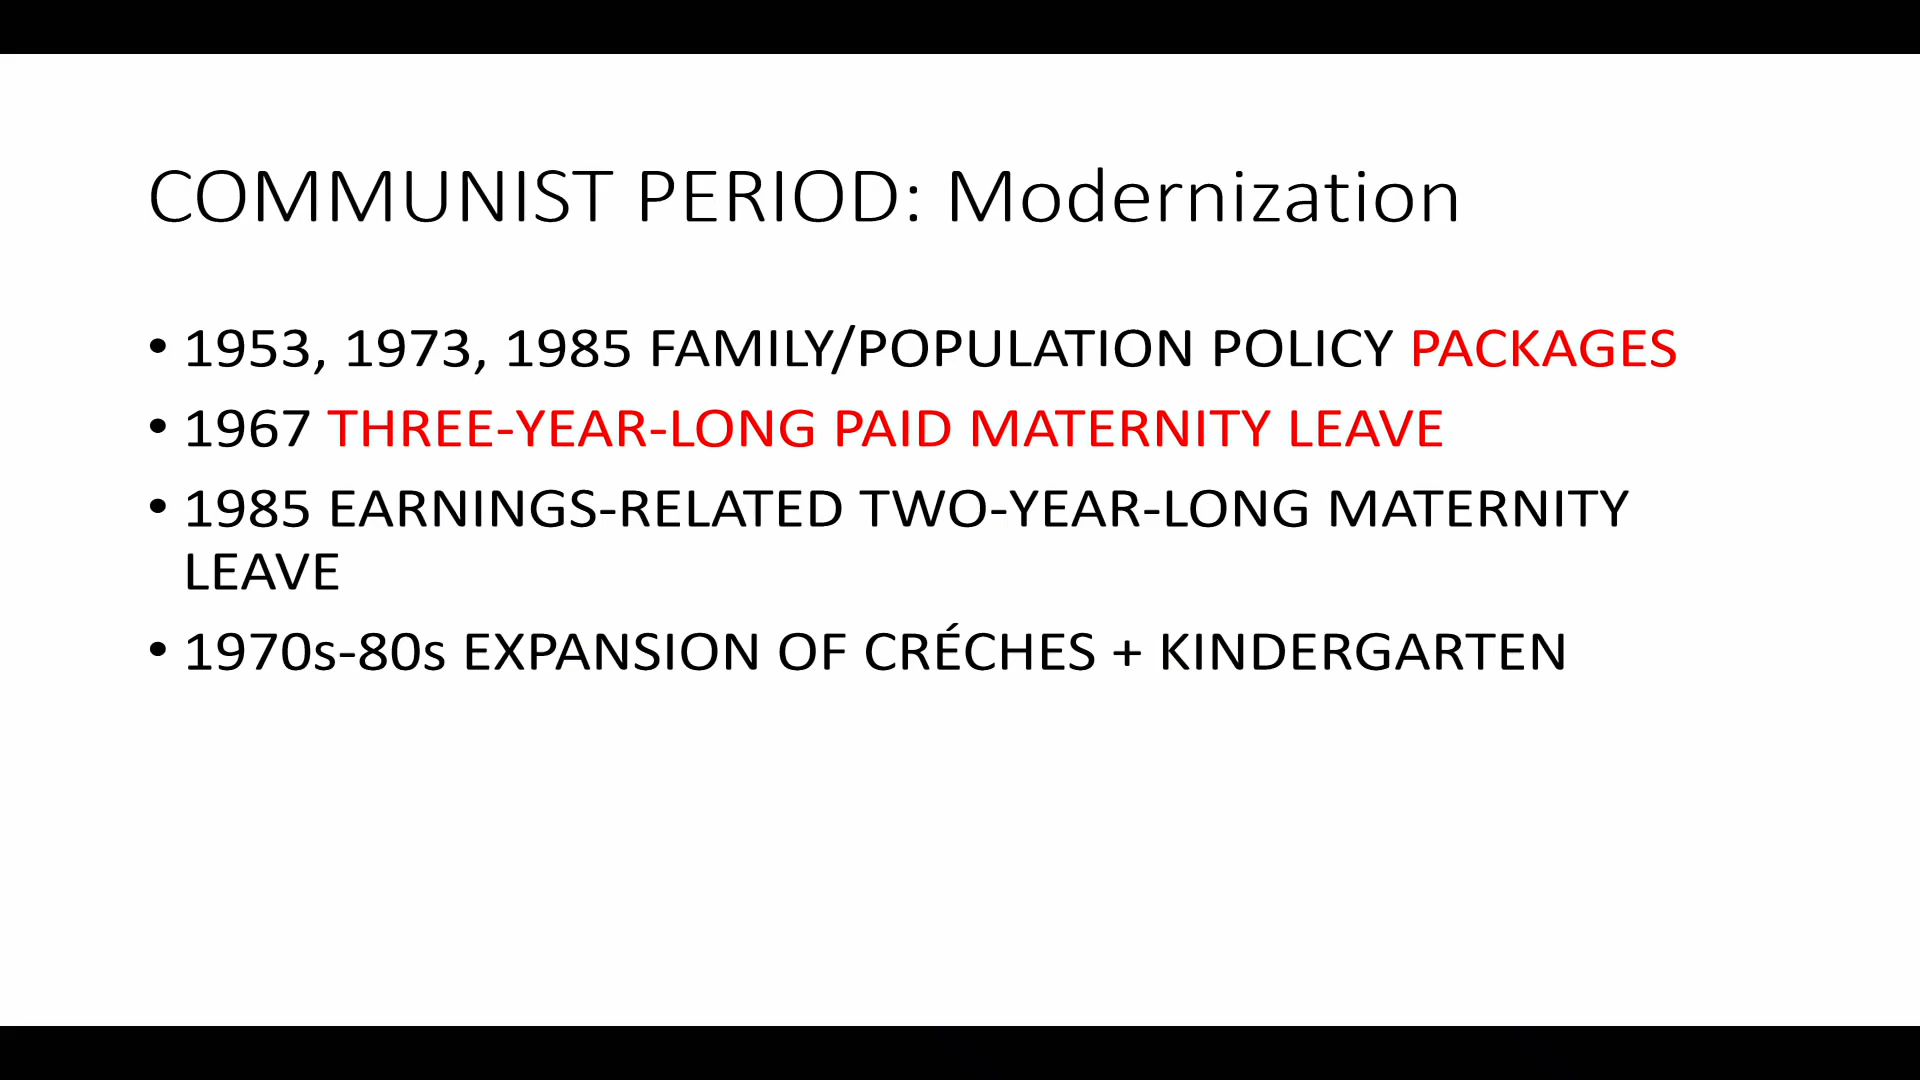 COMMUNIST PERIOD: Modernization
• 1953, 1973, 1985 FAMILY/POPULATION POLICY PACKAGES
• 1967 THREE-YEAR-LONG PAID MATERNITY LEAVE
• 1985 EARNINGS-RELATED TWO-YEAR-LONG MATERNITY
LEAVE
• 1970s-80s EXPANSION OF CRÉCHES + KINDERGARTEN